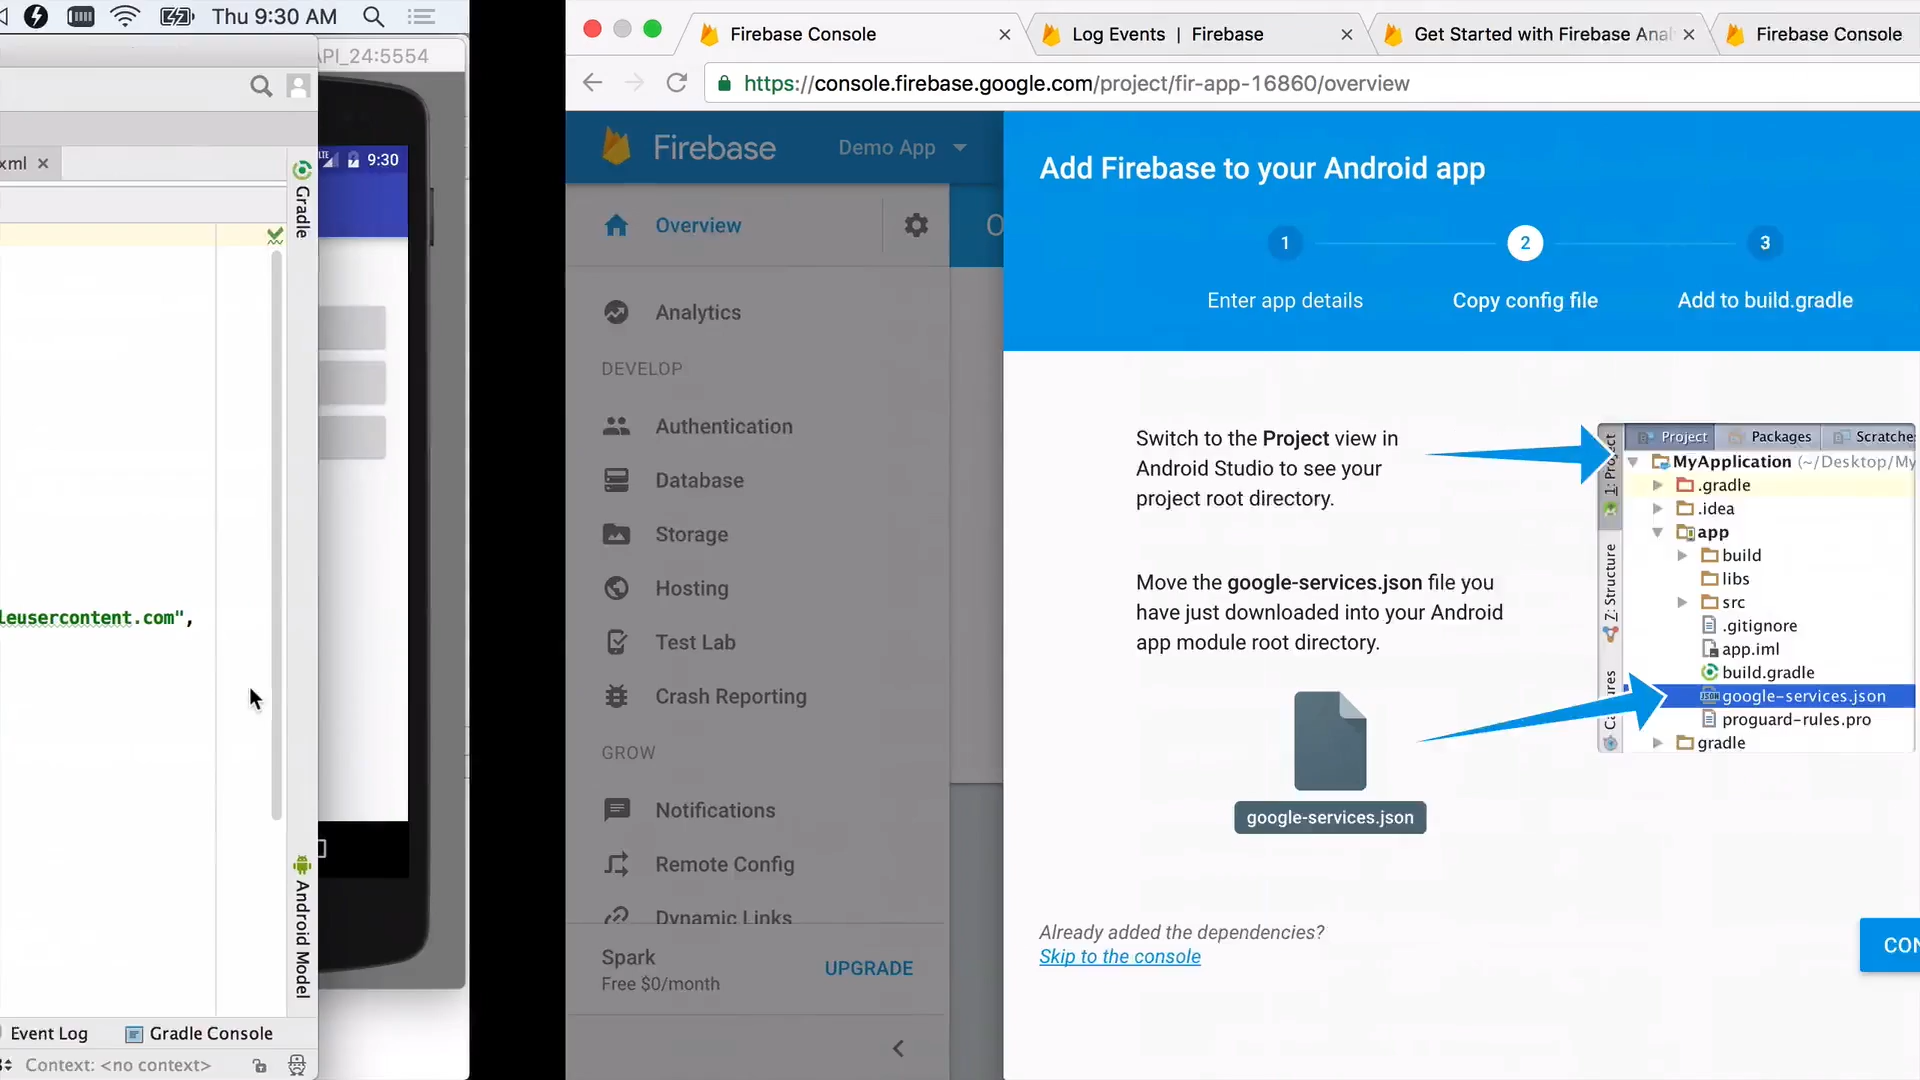 Thu 9:30 AM
API_24:5554
xml
9:30
Gradle
leusercontent.com",
Android Model
Event Log
Gradle Console
Context: <no context>
Firebase Console
Log Events | Firebase
Get Started with Firebase Anal
Firebase Console
https://console.firebase.google.com/project/fir-app-16860/overview
Firebase
Demo App
Overview
Analytics
DEVELOP
Authentication
Database
Storage
Hosting
Test Lab
Crash Reporting
GROW
Notifications
Remote Config
Dynamic Links
Spark
Free $0/month
UPGRADE
Add Firebase to your Android app
1
2
3
Enter app details
Copy config file
Add to build.gradle
Switch to the Project view in
Android Studio to see your
project root directory.
Move the google-services.json file you
have just downloaded into your Android
app module root directory.
google-services.json
1: Project
Z: Structure
Project
Packages
Scratche
MyApplication (~/Desktop/My
.gradle
.idea
app
build
libs
src
.gitignore
app.iml
build.gradle
google-services.json
proguard-rules.pro
gradle
Already added the dependencies?
Skip to the console
CON